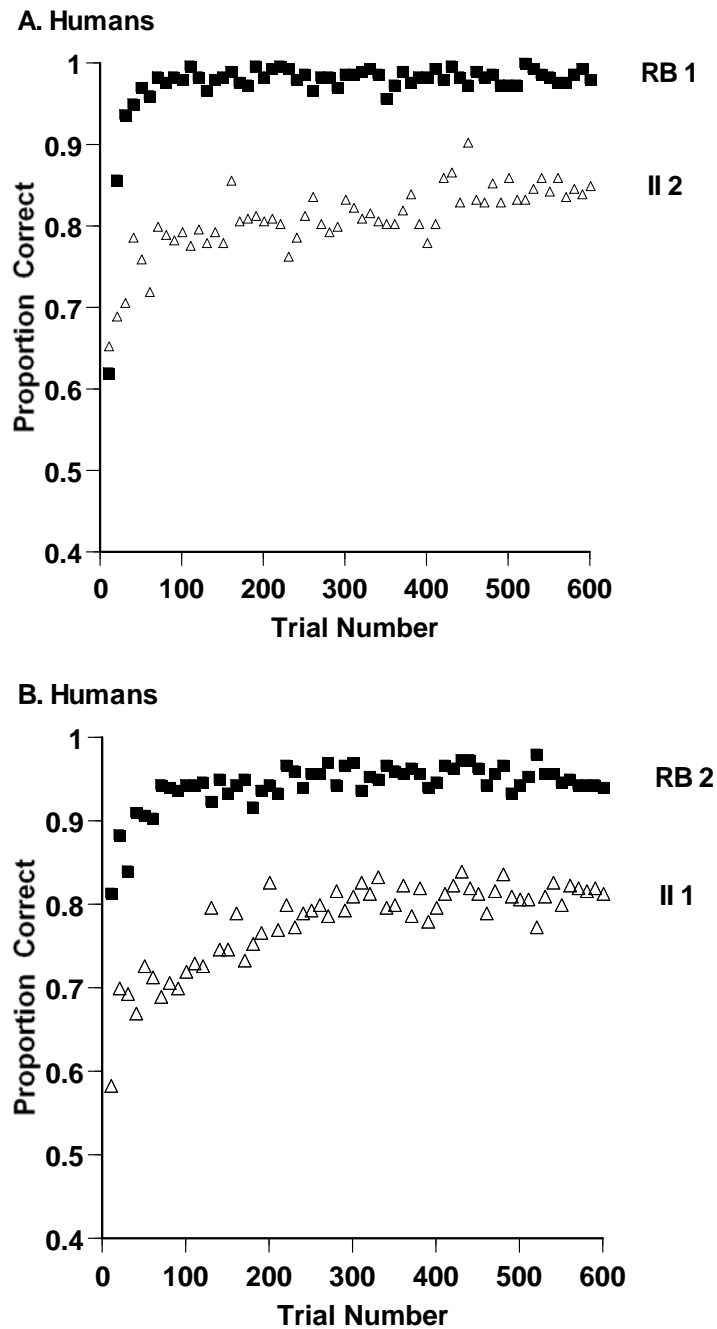 A. Humans
1
0.9
0.8
0.7
0.6
0.5
0.4
Proportion Correct
0 100 200 300 400 500 600
Trial Number
RB 1
II 2
B. Humans
1
0.9
0.8
0.7
0.6
0.5
0.4
Proportion Correct
0 100 200 300 400 500 600
Trial Number
RB 2
II 1